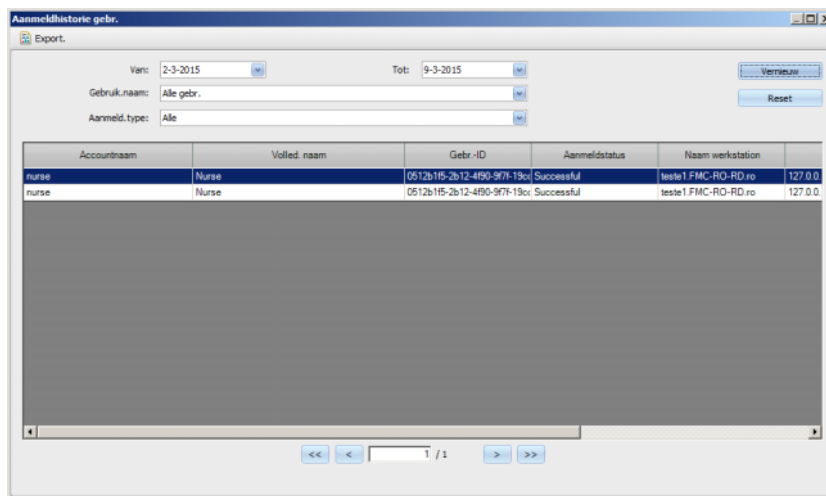 Aanmeldhistorie gebr.
Export.
Van: 2-3-2015 Tot: 9-3-2015 Vernieuw
Gebruik.naam: Alle gebr. Reset
Aanmeld.type: Alle
Accountnaam Volled. naam Gebr.-ID Aanmeldstatus Naam werkstation
nurse Nurse 0512b1f5-2b12-4f90-9f7f-19cc Successful teste1.FMC-RO-RD.ro 127.0.0.
nurse Nurse 0512b1f5-2b12-4f90-9f7f-19cc Successful teste1.FMC-RO-RD.ro 127.0.0.
<< < 1 / 1 > >>